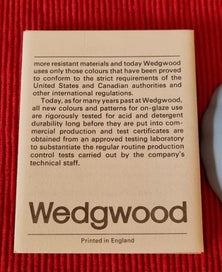 more resistant materials and today Wedgwood
uses only those colours that have been proved
to conform to the strict requirements of the
United States and Canadian authorities and
other international regulations.
Today, as for many years past at Wedgwood,
all new colours and patterns for on-glaze use
are rigorously tested for acid and detergent
durability long before they are put into com-
mercial production and test certificates are
obtained from an approved testing laboratory
to substantiate the regular routine production
control tests carried out by the company's
technical staff.
Wedgwood
Printed in England